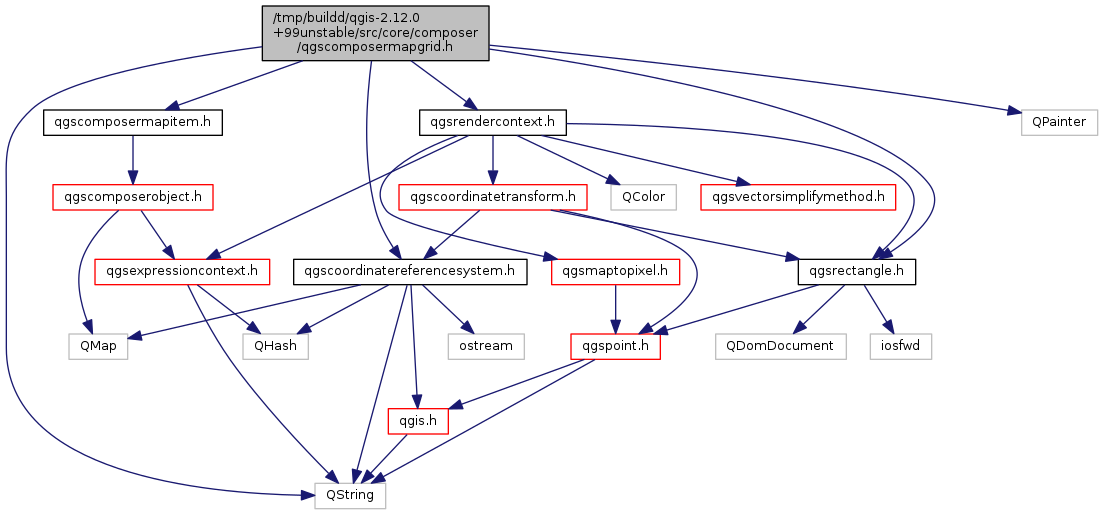 /tmp/buildd/qgis-2.12.0
+99unstable/src/core/composer
/qgscomposermapgrid.h
qgscomposermapitem.h
qgsrendercontext.h
QPainter
qgscomposerobject.h
qgscoordinatetransform.h
QColor
qgsvectorsimplifymethod.h
qgsexpressioncontext.h
qgscoordinatereferencesystem.h
qgsmaptopixel.h
qgsrectangle.h
QMap
QHash
ostream
qgspoint.h
QDomDocument
iosfwd
qgis.h
QString